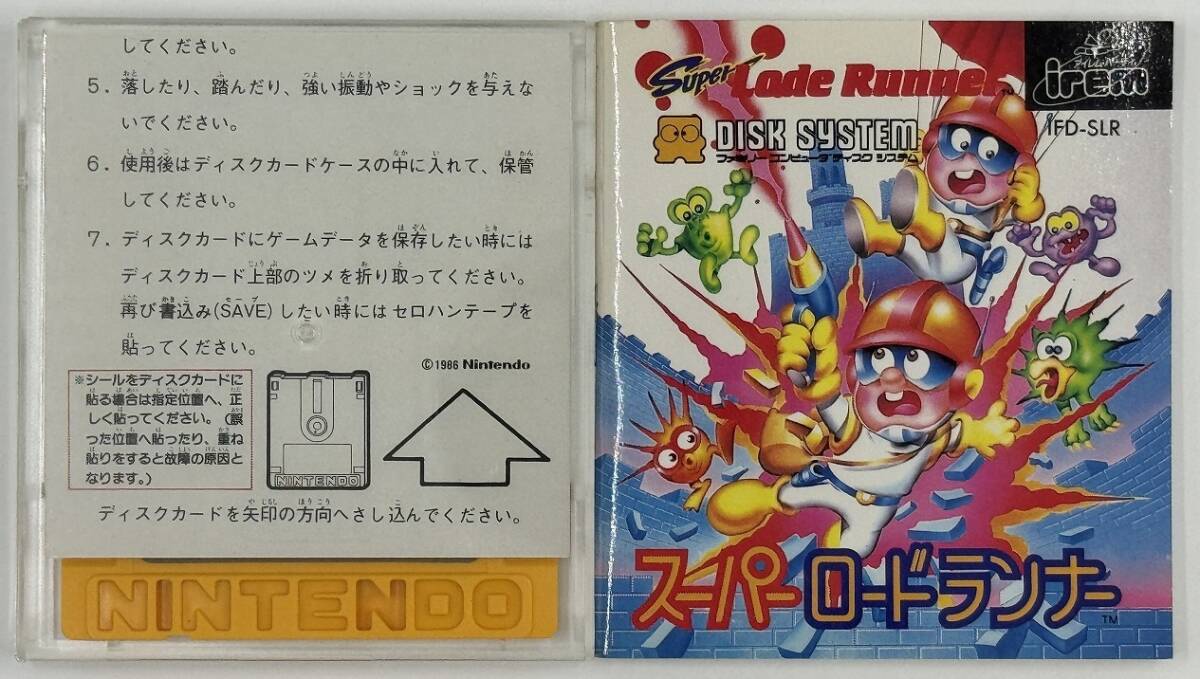 してください。
5. 落したり、踏んだり、強い振動やショックを与えな
いでください。
6. 使用後はディスクカードケースの中に入れて、保管
してください。
7. ディスクカードにゲームデータを保存したい時には
ディスクカード上部のツメを折り取ってください。
再び書込み(SAVE)したい時にはセロハンテープを
貼ってください。
©1986 Nintendo
※シールをディスクカードに
貼る場合は指定位置へ、正
しく貼ってください。(誤
った位置へ貼ったり、重ね
貼りをすると故障の原因と
なります。)
NINTENDO
ディスクカードを矢印の方向へさし込んでください。
NINTENDO
Super Lode Runner™
irem
IFD-SLR
DISK SYSTEM
ファミリーコンピュータ ディスク システム
スーパーロードランナー™